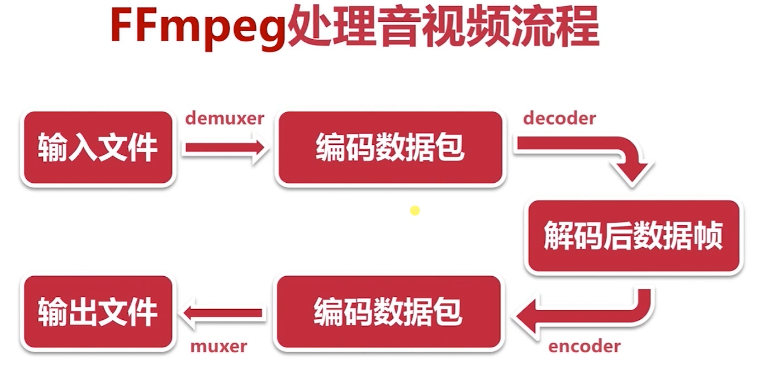 FFmpeg处理音视频流程
demuxer
decoder
输入文件
编码数据包
解码后数据帧
输出文件
编码数据包
muxer
encoder